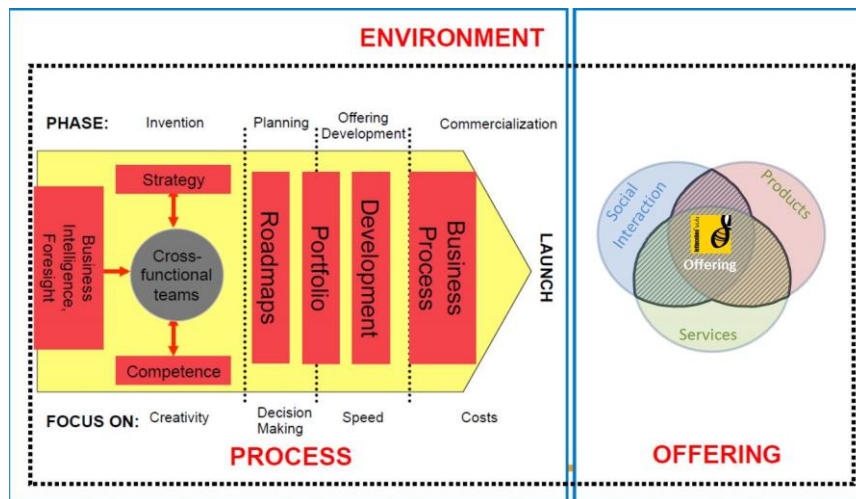 ENVIRONMENT
PHASE:
Invention
Planning
Offering
Development
Commercialization
Business
Intelligence,
Foresight
Strategy
Cross-
functional
teams
Competence
Roadmaps
Portfolio
Development
Business
Process
LAUNCH
FOCUS ON:
Creativity
Decision
Making
Speed
Costs
PROCESS
Social
Interaction
Products
Offering
Services
OFFERING